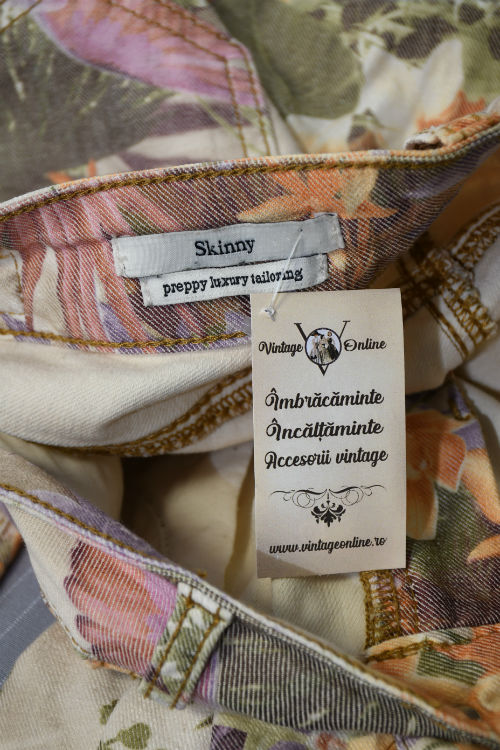 Skinny
preppy luxury tailoring
Vintage V Online
Îmbrăcăminte
Încălțăminte
Accesorii vintage
www.vintageonline.ro